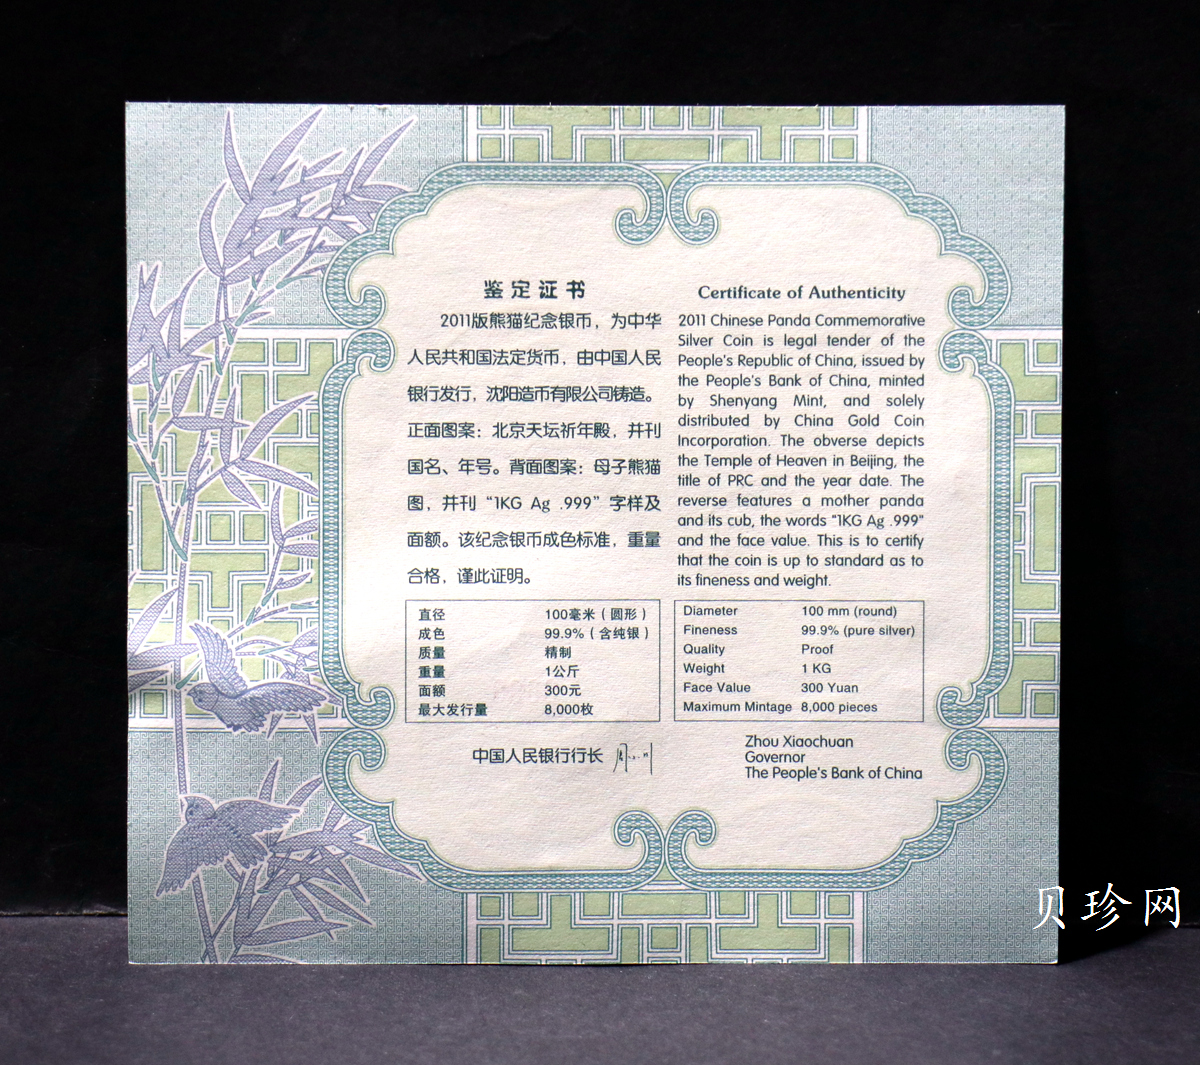 鉴定证书
2011版熊猫纪念银币，为中华
人民共和国法定货币，由中国人民
银行发行，沈阳造币有限公司铸造。
正面图案：北京天坛祈年殿，并刊
国名、年号。背面图案：母子熊猫
图，并刊“1KG Ag .999”字样及
面额。该纪念银币成色标准，重量
合格，谨此证明。
直径 100毫米（圆形）
成色 99.9%（含纯银）
质量 精制
重量 1公斤
面额 300元
最大发行量 8,000枚
中国人民银行行长
Certificate of Authenticity
2011 Chinese Panda Commemorative
Silver Coin is legal tender of the
People's Republic of China, issued by
the People's Bank of China, minted
by Shenyang Mint, and solely
distributed by China Gold Coin
Incorporation. The obverse depicts
the Temple of Heaven in Beijing, the
title of PRC and the year date. The
reverse features a mother panda
and its cub, the words “1KG Ag .999”
and the face value. This is to certify
that the coin is up to standard as to
its fineness and weight.
Diameter 100 mm (round)
Fineness 99.9% (pure silver)
Quality Proof
Weight 1 KG
Face Value 300 Yuan
Maximum Mintage 8,000 pieces
Zhou Xiaochuan
Governor
The People's Bank of China
贝珍网